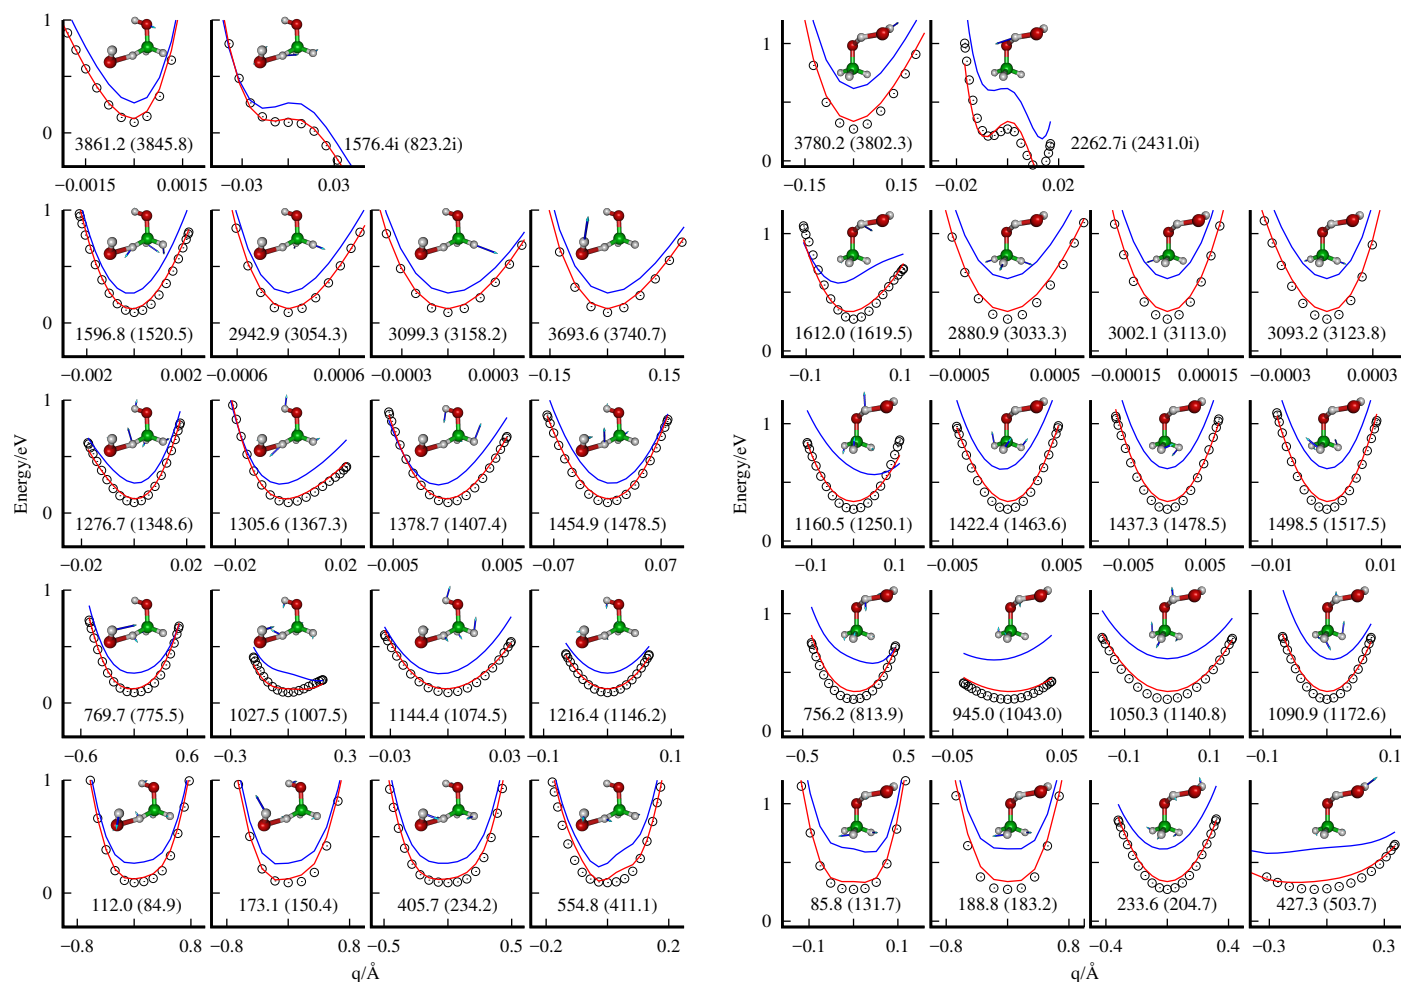 1
0
3861.2 (3845.8)
1576.4i (823.2i)
−0.0015 0.0015 −0.03 0.03
1
0
1596.8 (1520.5) 2942.9 (3054.3) 3099.3 (3158.2) 3693.6 (3740.7)
−0.002 0.002 −0.0006 0.0006 −0.0003 0.0003 −0.15 0.15
Energy/eV
1
0
1276.7 (1348.6) 1305.6 (1367.3) 1378.7 (1407.4) 1454.9 (1478.5)
−0.02 0.02 −0.02 0.02 −0.005 0.005 −0.07 0.07
1
0
769.7 (775.5) 1027.5 (1007.5) 1144.4 (1074.5) 1216.4 (1146.2)
−0.6 0.6 −0.3 0.3 −0.03 0.03 −0.1 0.1
1
0
112.0 (84.9) 173.1 (150.4) 405.7 (234.2) 554.8 (411.1)
−0.8 0.8 −0.8 0.8 −0.5 0.5 −0.2 0.2
q/Å
1
0
3780.2 (3802.3)
2262.7i (2431.0i)
−0.15 0.15 −0.02 0.02
1
0
1612.0 (1619.5) 2880.9 (3033.3) 3002.1 (3113.0) 3093.2 (3123.8)
−0.1 0.1 −0.0005 0.0005 −0.00015 0.00015 −0.0003 0.0003
Energy/eV
1
0
1160.5 (1250.1) 1422.4 (1463.6) 1437.3 (1478.5) 1498.5 (1517.5)
−0.1 0.1 −0.005 0.005 −0.005 0.005 −0.01 0.01
1
0
756.2 (813.9) 945.0 (1043.0) 1050.3 (1140.8) 1090.9 (1172.6)
−0.5 0.5 −0.05 0.05 −0.1 0.1 −0.1 0.1
1
0
85.8 (131.7) 188.8 (183.2) 233.6 (204.7) 427.3 (503.7)
−0.1 0.1 −0.8 0.8 −0.4 0.4 −0.3 0.3
q/Å